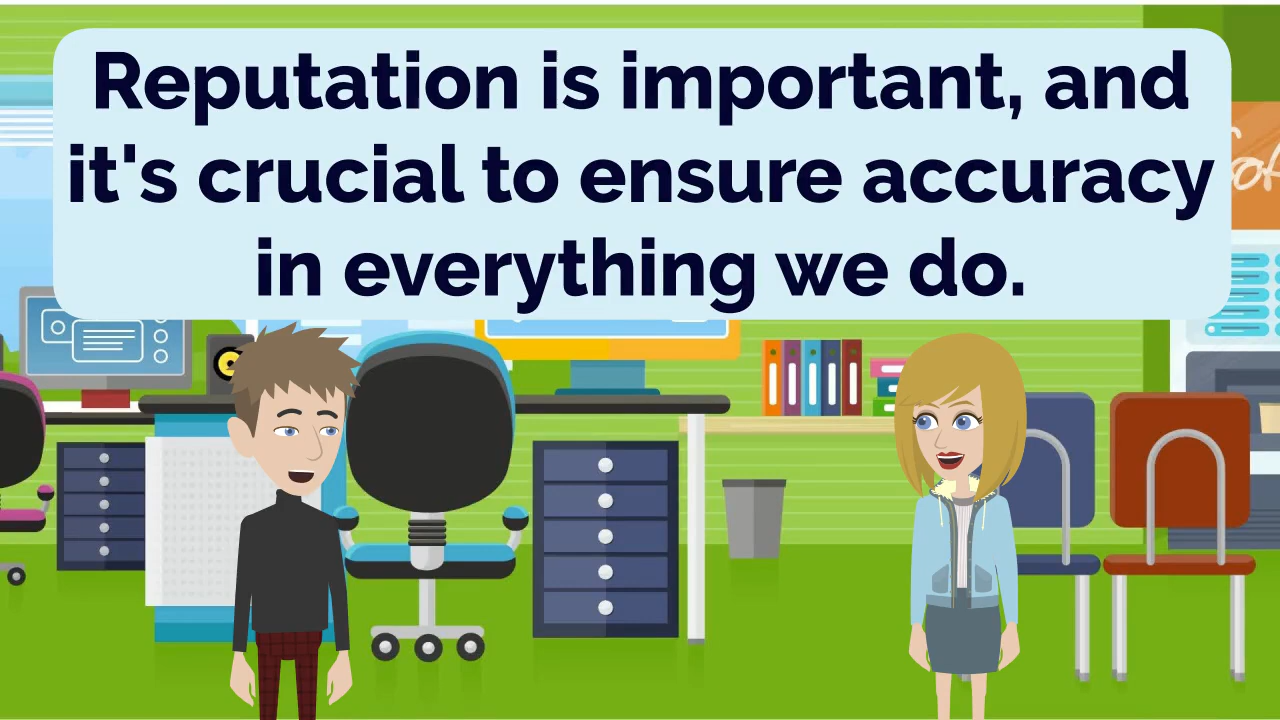 Reputation is important, and
it's crucial to ensure accuracy
in everything we do.